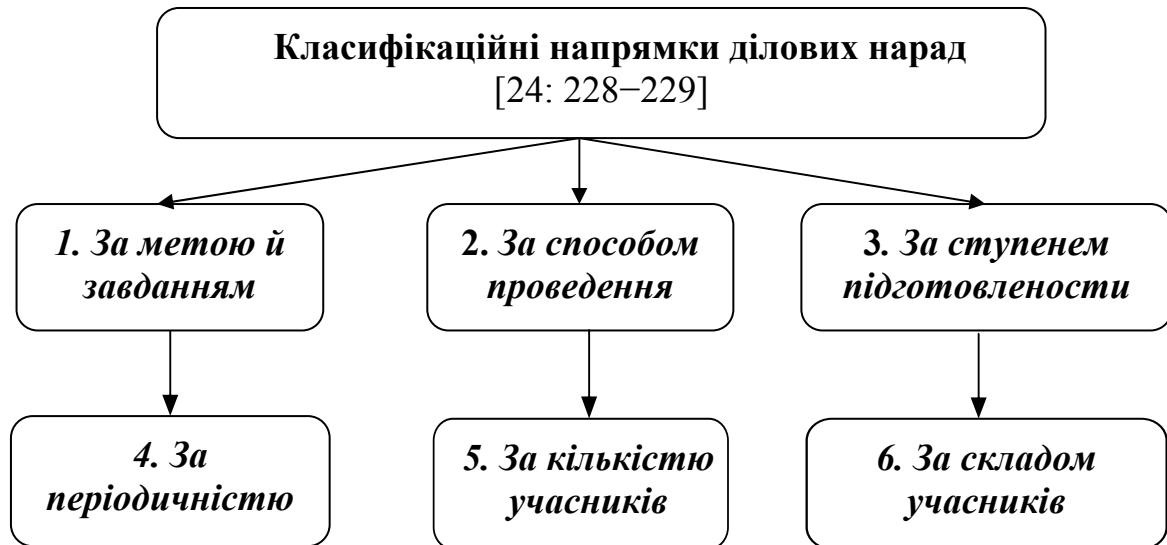 Класифікаційні напрямки ділових нарад
[24: 228−229]
1. За метою й
завданням
2. За способом
проведення
3. За ступенем
підготовлености
4. За
періодичністю
5. За кількістю
учасників
6. За складом
учасників